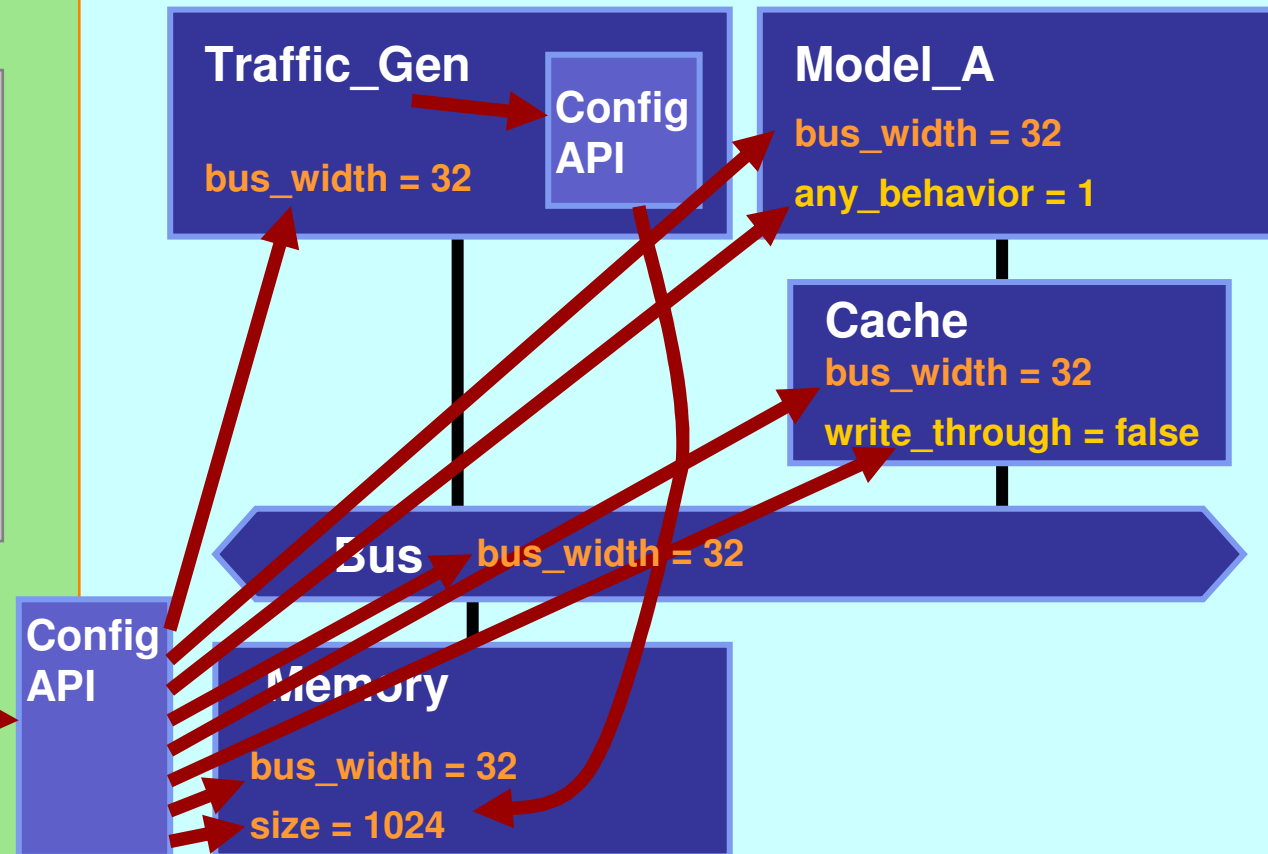 Traffic_Gen
Config
API
bus_width = 32
Model_A
bus_width = 32
any_behavior = 1
Cache
bus_width = 32
write_through = false
Bus
bus_width = 32
Config
API
Memory
bus_width = 32
size = 1024